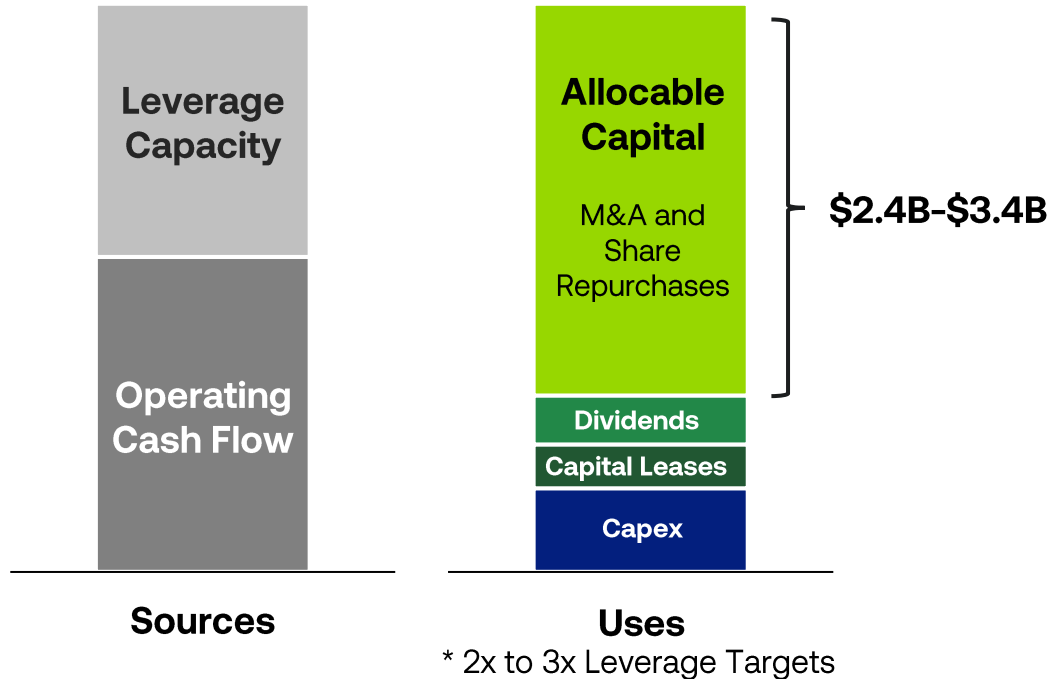 Leverage
Capacity
Operating
Cash Flow
Sources
Allocable
Capital
M&A and
Share
Repurchases
$2.4B-$3.4B
Dividends
Capital Leases
Capex
Uses
* 2x to 3x Leverage Targets